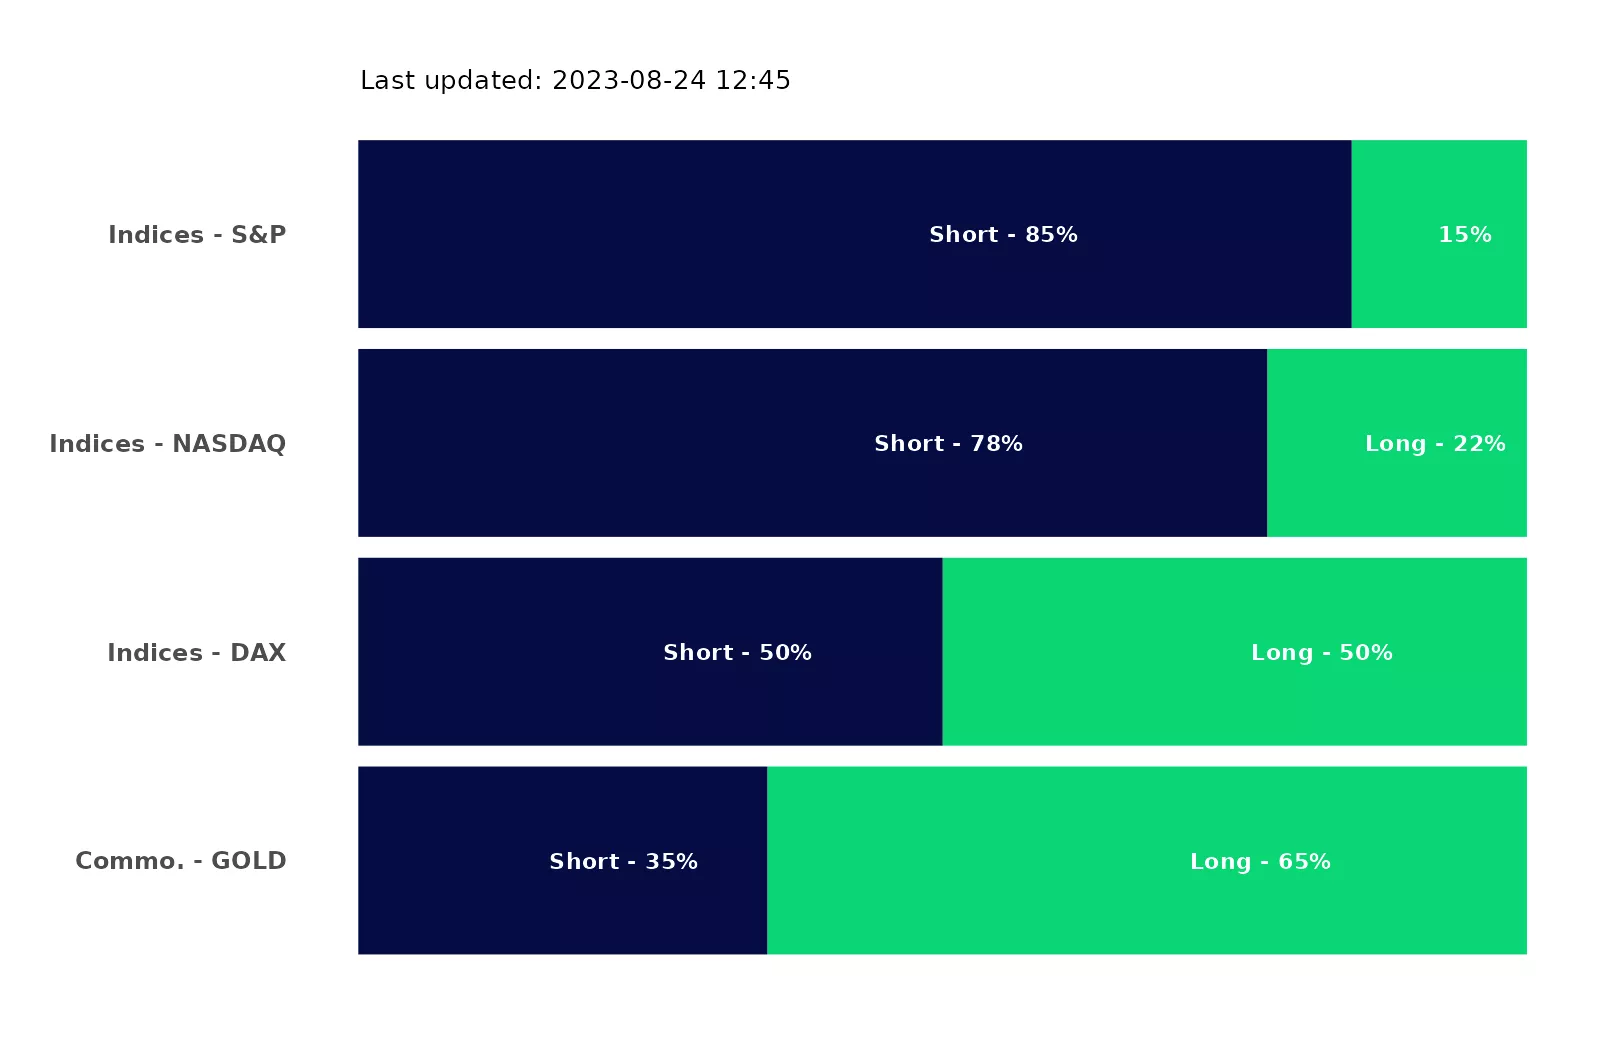 Last updated: 2023-08-24 12:45
Indices - S&P
Short - 85%
15%
Indices - NASDAQ
Short - 78%
Long - 22%
Indices - DAX
Short - 50%
Long - 50%
Commo. - GOLD
Short - 35%
Long - 65%